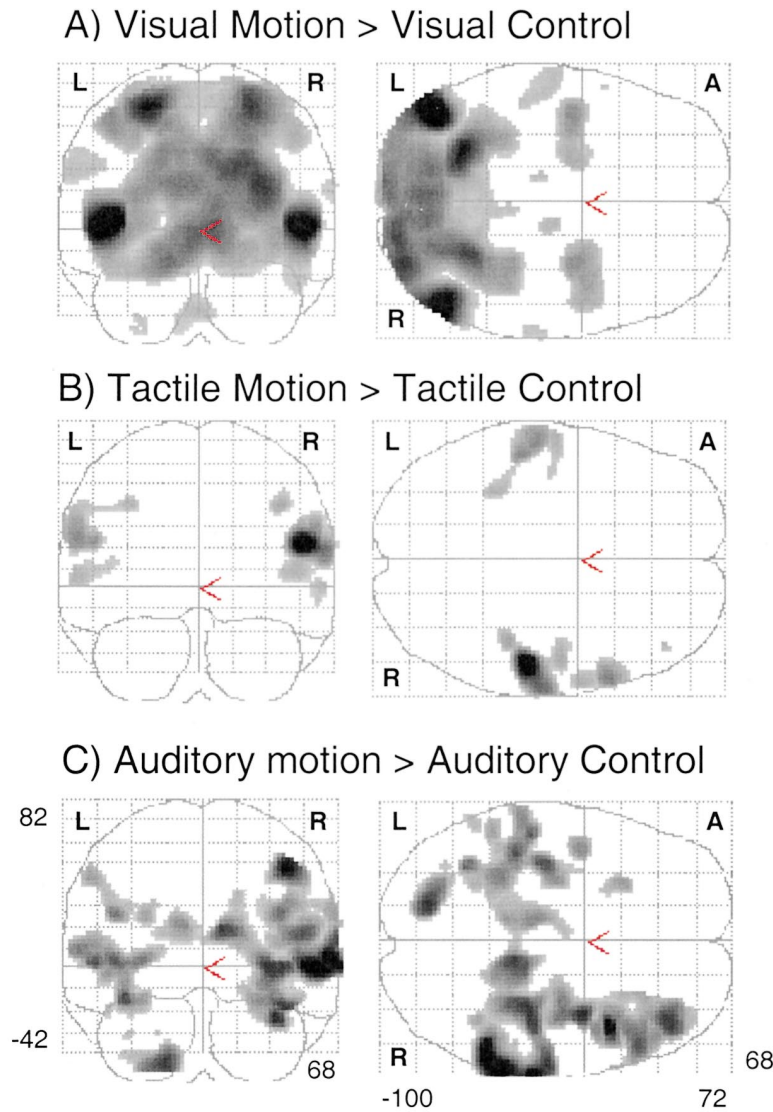 A) Visual Motion > Visual Control
L R L A
R
B) Tactile Motion > Tactile Control
L R L A
R
C) Auditory motion > Auditory Control
82 L R L A
-42 R
68 68
-100 72